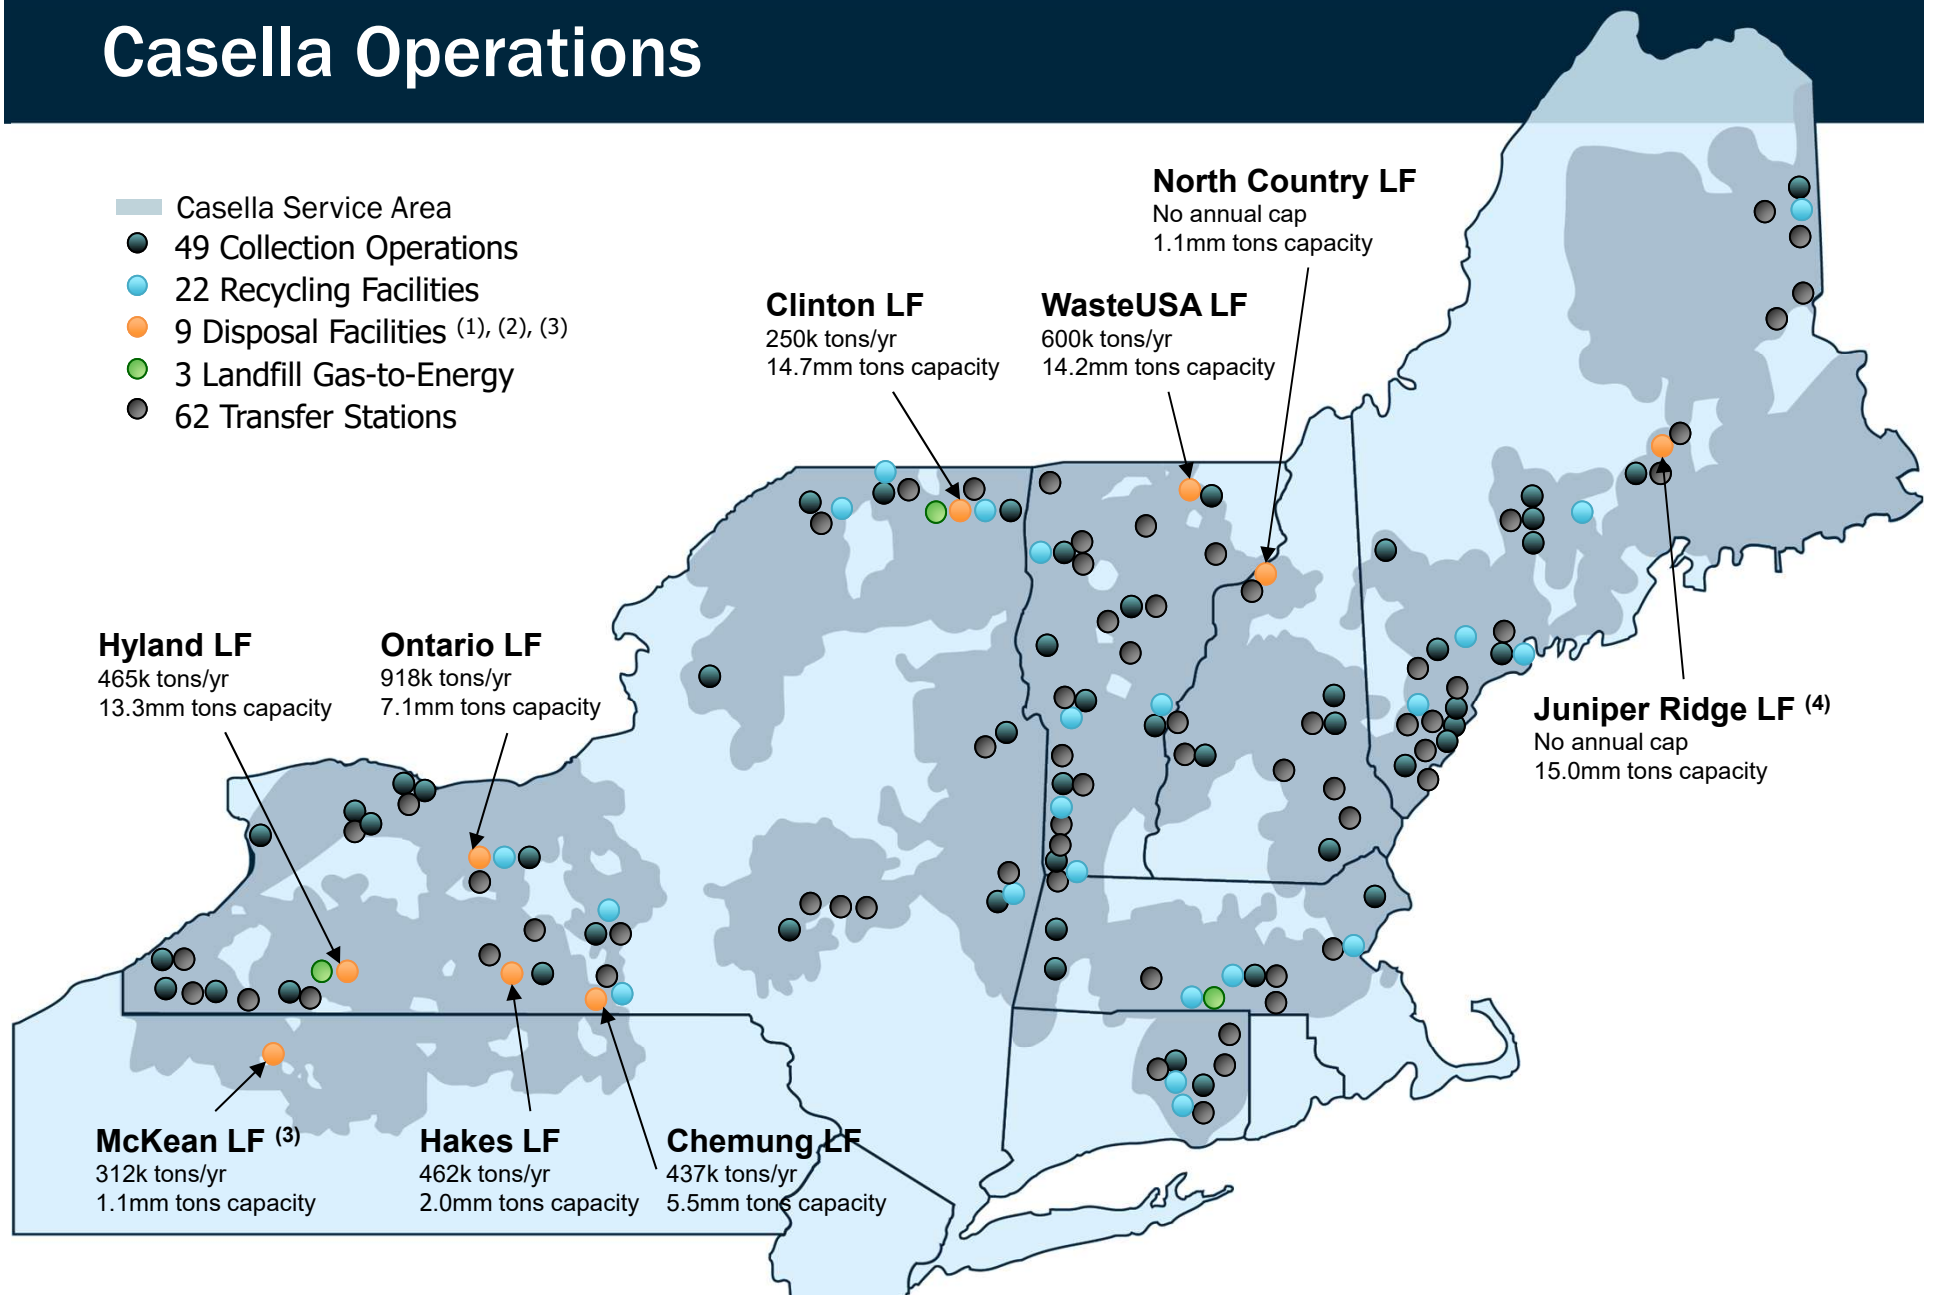 Casella Operations
Casella Service Area
49 Collection Operations
22 Recycling Facilities
9 Disposal Facilities (1), (2), (3)
3 Landfill Gas-to-Energy
62 Transfer Stations
North Country LF
No annual cap
1.1mm tons capacity
Clinton LF
250k tons/yr
14.7mm tons capacity
WasteUSA LF
600k tons/yr
14.2mm tons capacity
Hyland LF
465k tons/yr
13.3mm tons capacity
Ontario LF
918k tons/yr
7.1mm tons capacity
Juniper Ridge LF (4)
No annual cap
15.0mm tons capacity
McKean LF (3)
312k tons/yr
1.1mm tons capacity
Hakes LF
462k tons/yr
2.0mm tons capacity
Chemung LF
437k tons/yr
5.5mm tons capacity